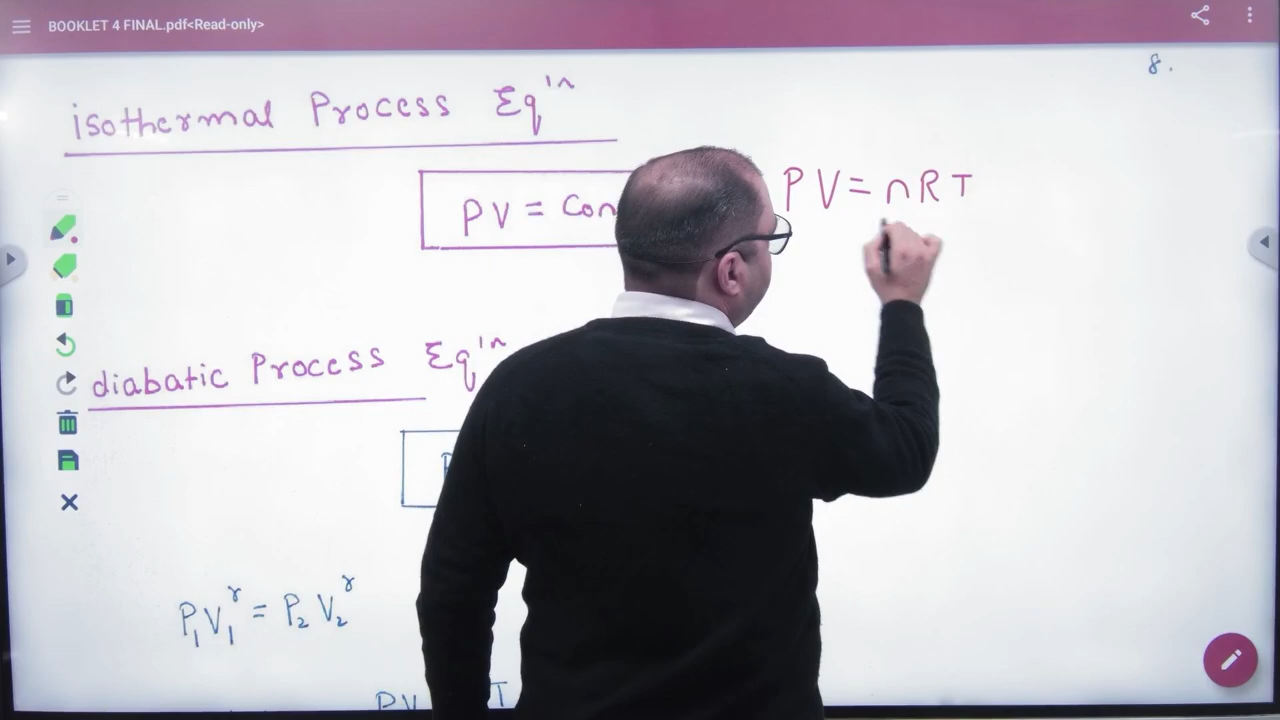 BOOKLET 4 FINAL.pdf<Read-only>
8.
isothermal Process Eq'n
PV = Con
PV = nRT
diabatic Process Eq'n
P₁V₁^γ = P₂V₂^γ
PV T